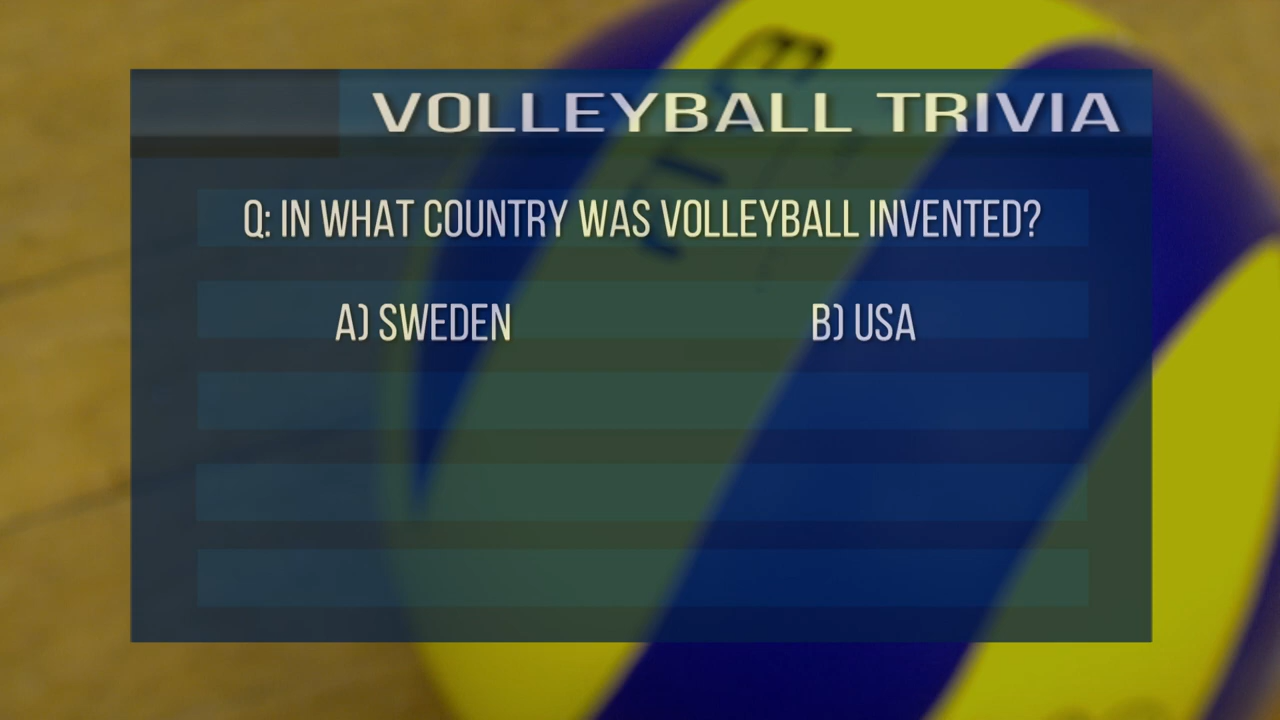 VOLLEYBALL TRIVIA
Q: IN WHAT COUNTRY WAS VOLLEYBALL INVENTED?
A) SWEDEN B) USA